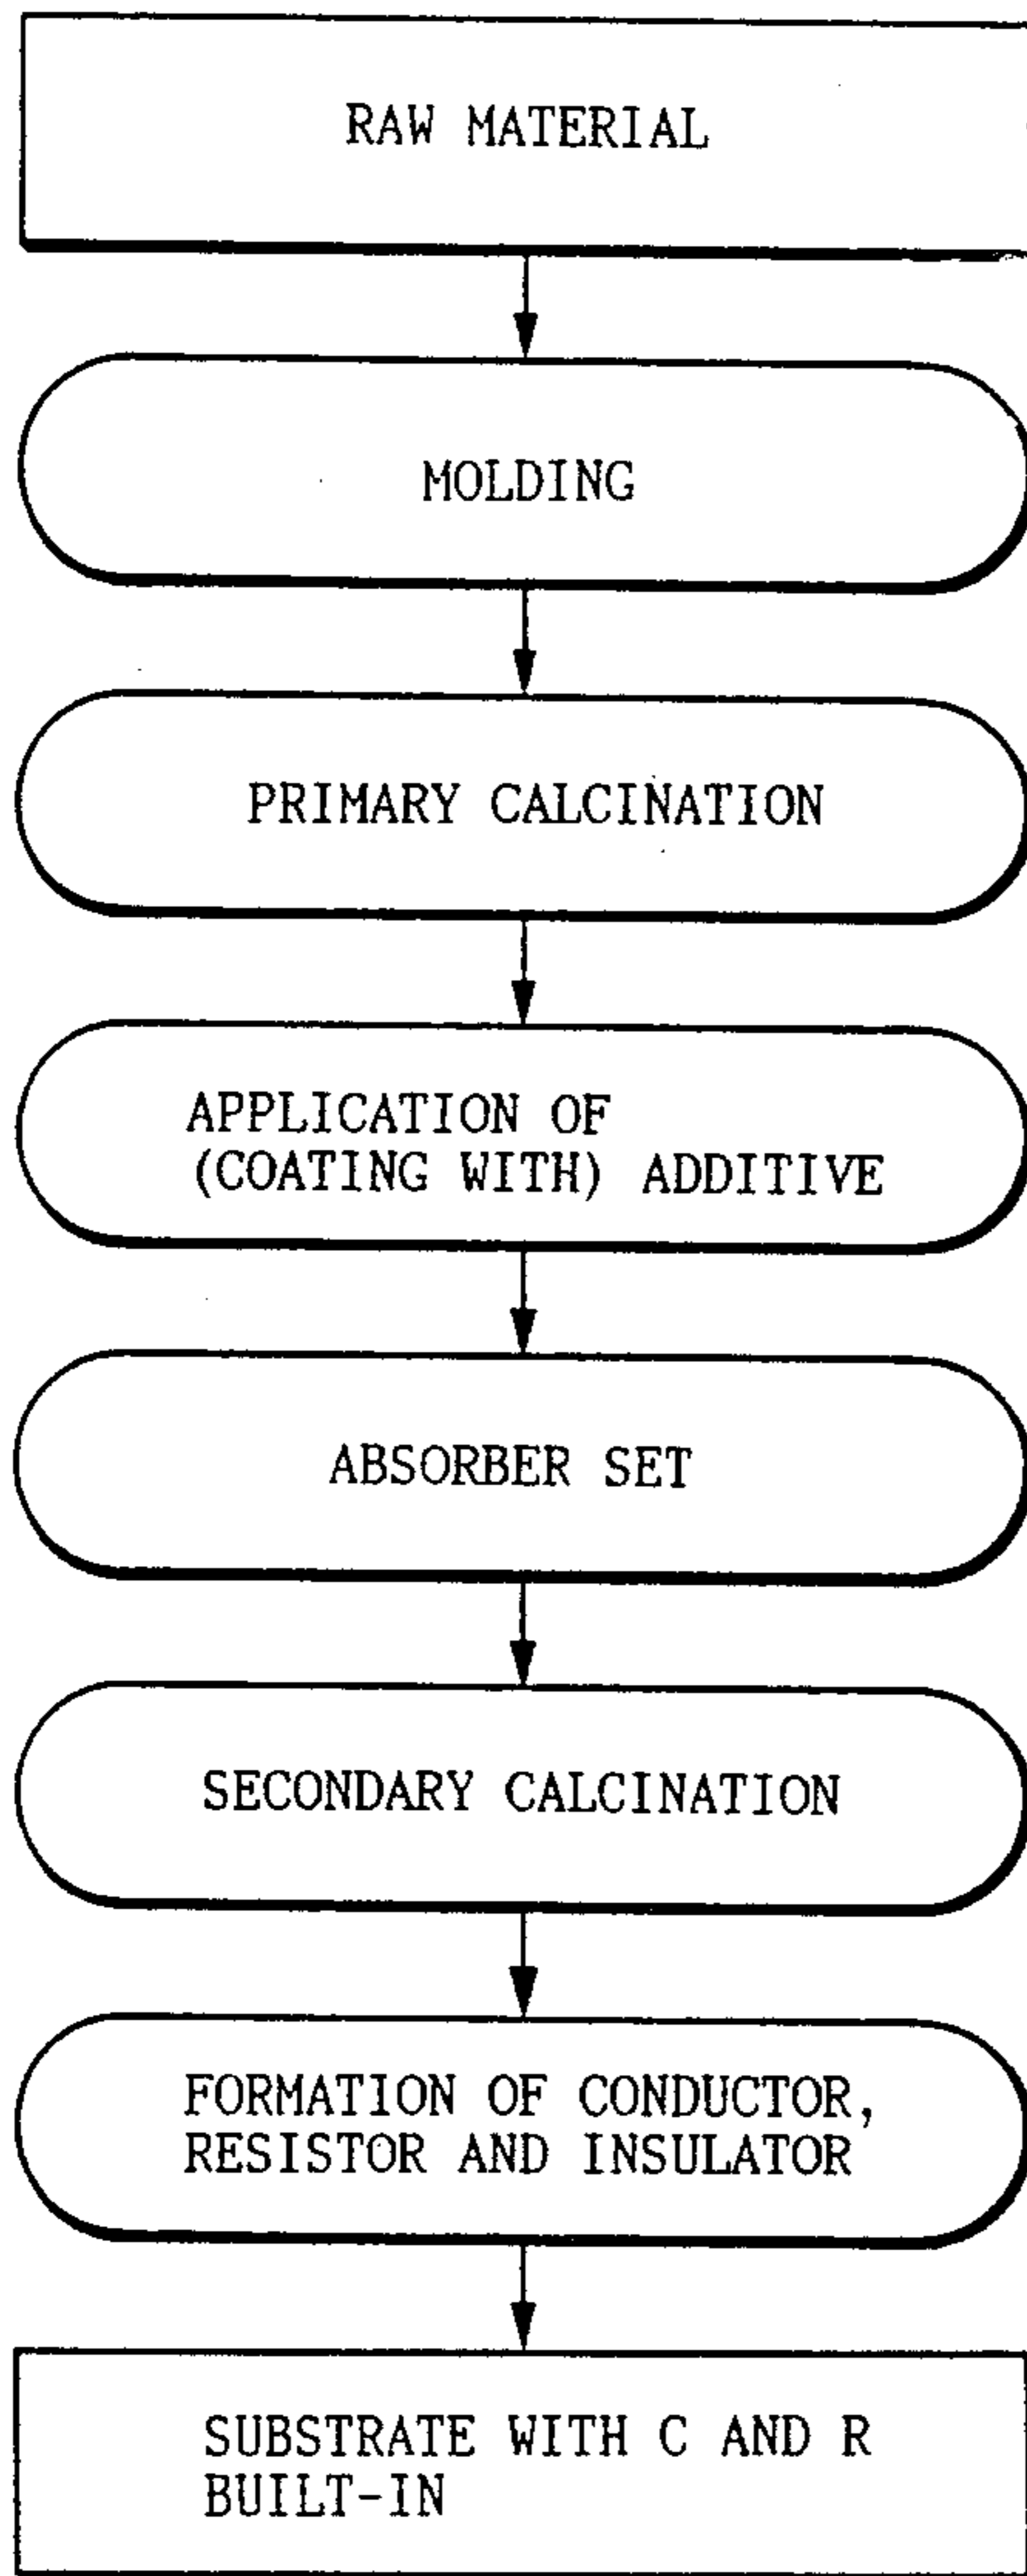 RAW MATERIAL
MOLDING
PRIMARY CALCINATION
APPLICATION OF
(COATING WITH) ADDITIVE
ABSORBER SET
SECONDARY CALCINATION
FORMATION OF CONDUCTOR,
RESISTOR AND INSULATOR
SUBSTRATE WITH C AND R
BUILT-IN